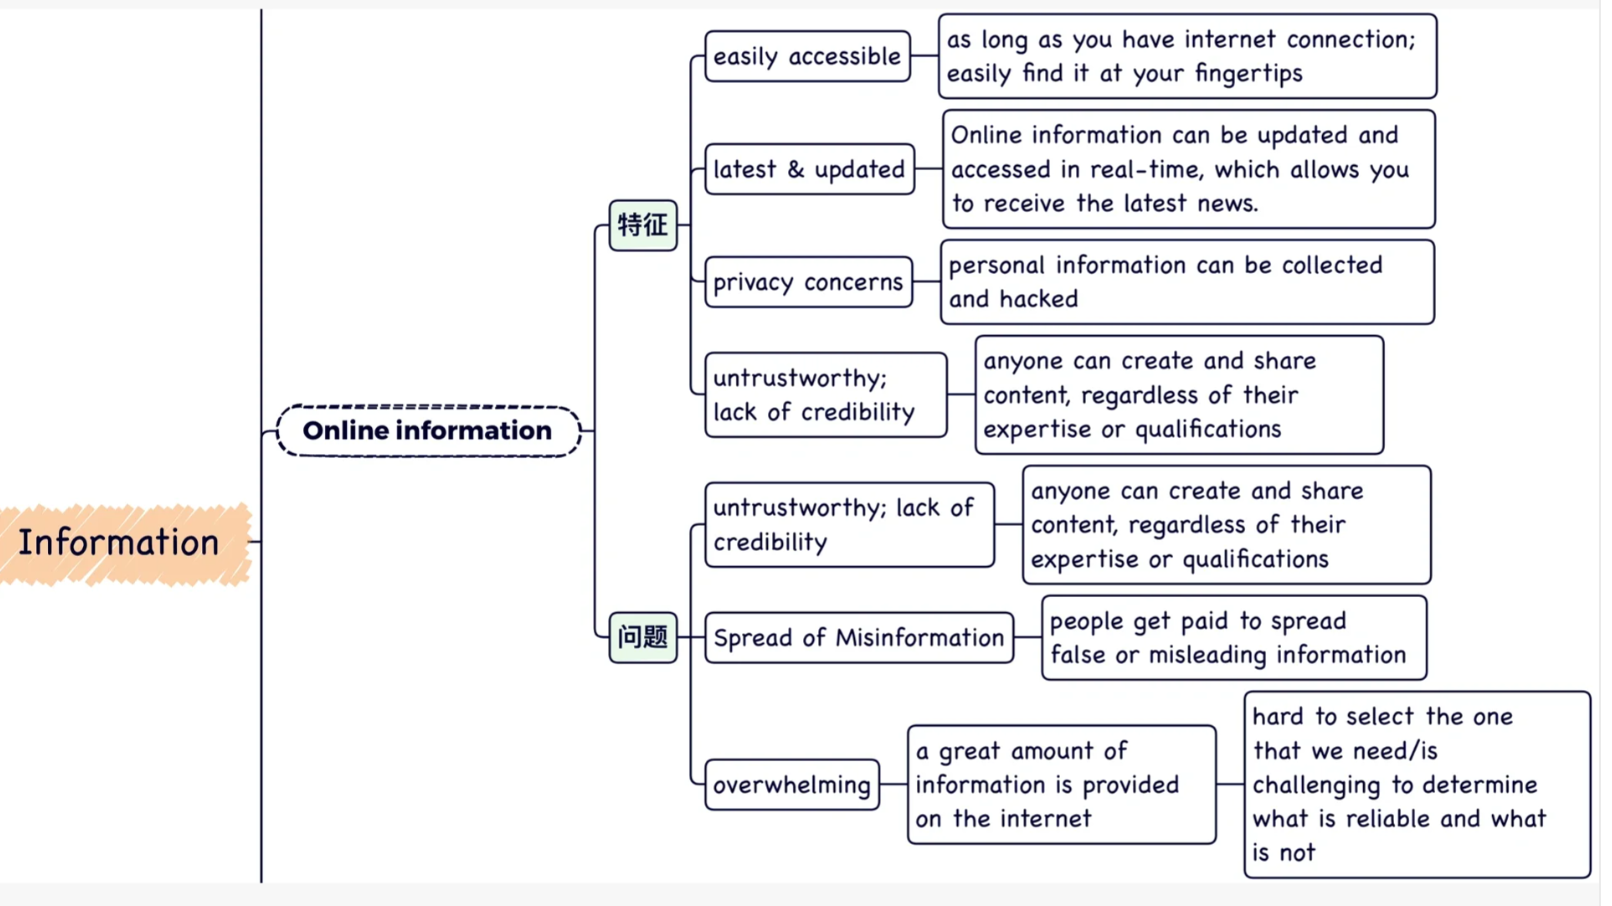 Information
Online information
特征
easily accessible
as long as you have internet connection;
easily find it at your fingertips
latest & updated
Online information can be updated and
accessed in real-time, which allows you
to receive the latest news.
privacy concerns
personal information can be collected
and hacked
untrustworthy;
lack of credibility
anyone can create and share
content, regardless of their
expertise or qualifications
问题
untrustworthy; lack of
credibility
anyone can create and share
content, regardless of their
expertise or qualifications
Spread of Misinformation
people get paid to spread
false or misleading information
overwhelming
a great amount of
information is provided
on the internet
hard to select the one
that we need/is
challenging to determine
what is reliable and what
is not